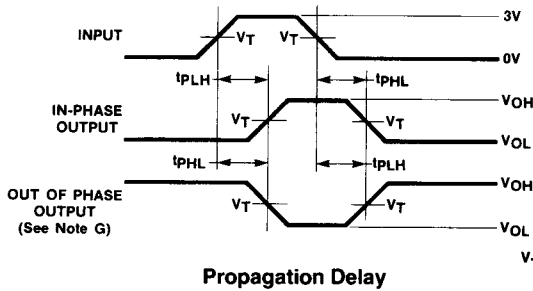 3V
INPUT
VT
VT
0V
tPLH
tPHL
VOH
IN-PHASE
OUTPUT
VT
VT
VOL
tPHL
tPLH
VOH
OUT OF PHASE
OUTPUT
(See Note G)
VT
VT
VOL
V-
Propagation Delay